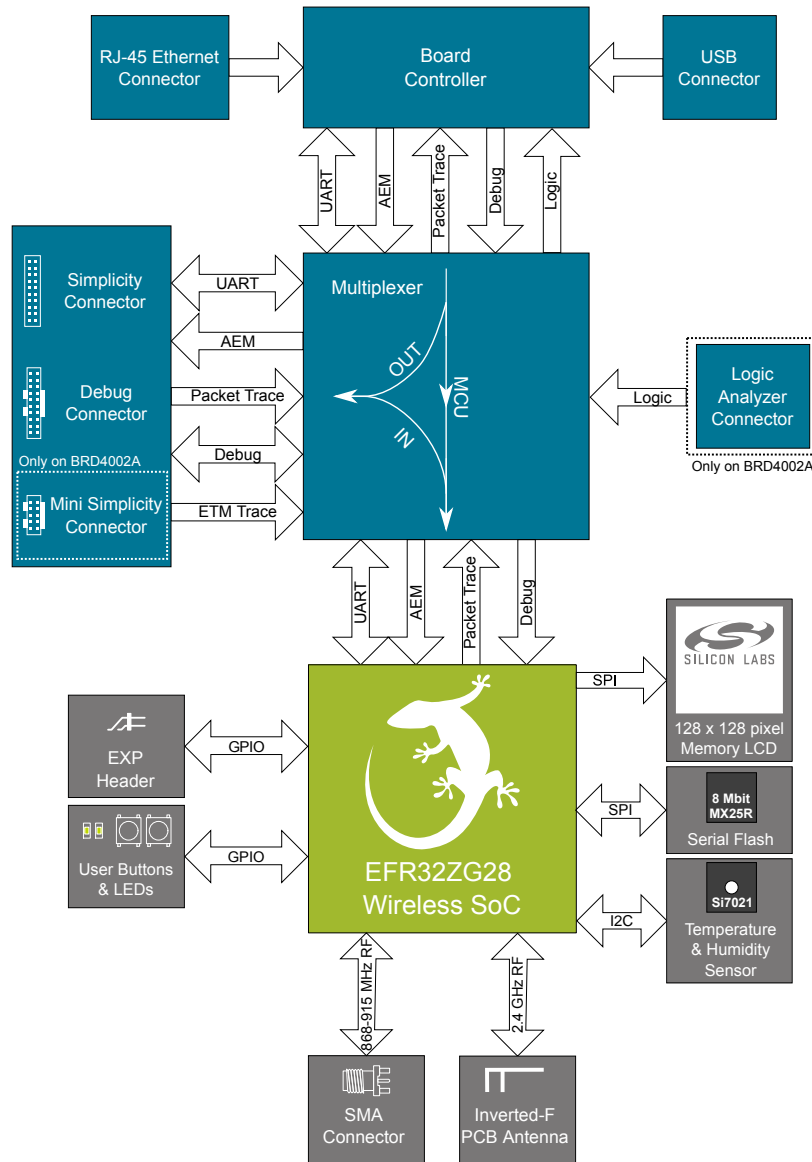 RJ-45 Ethernet
Connector
Board
Controller
USB
Connector
UART
AEM
Packet Trace
Debug
Logic
Simplicity
Connector
Debug
Connector
Only on BRD4002A
Mini Simplicity
Connector
UART
AEM
Packet Trace
Debug
ETM Trace
Multiplexer
OUT
MCU
IN
Logic
Logic
Analyzer
Connector
Only on BRD4002A
UART
AEM
Packet Trace
Debug
EXP
Header
GPIO
User Buttons
& LEDs
GPIO
EFR32ZG28
Wireless SoC
SPI
SILICON LABS
128 x 128 pixel
Memory LCD
SPI
8 Mbit
MX25R
Serial Flash
I2C
Si7021
Temperature
& Humidity
Sensor
868-915 MHz RF
2.4 GHz RF
SMA
Connector
Inverted-F
PCB Antenna